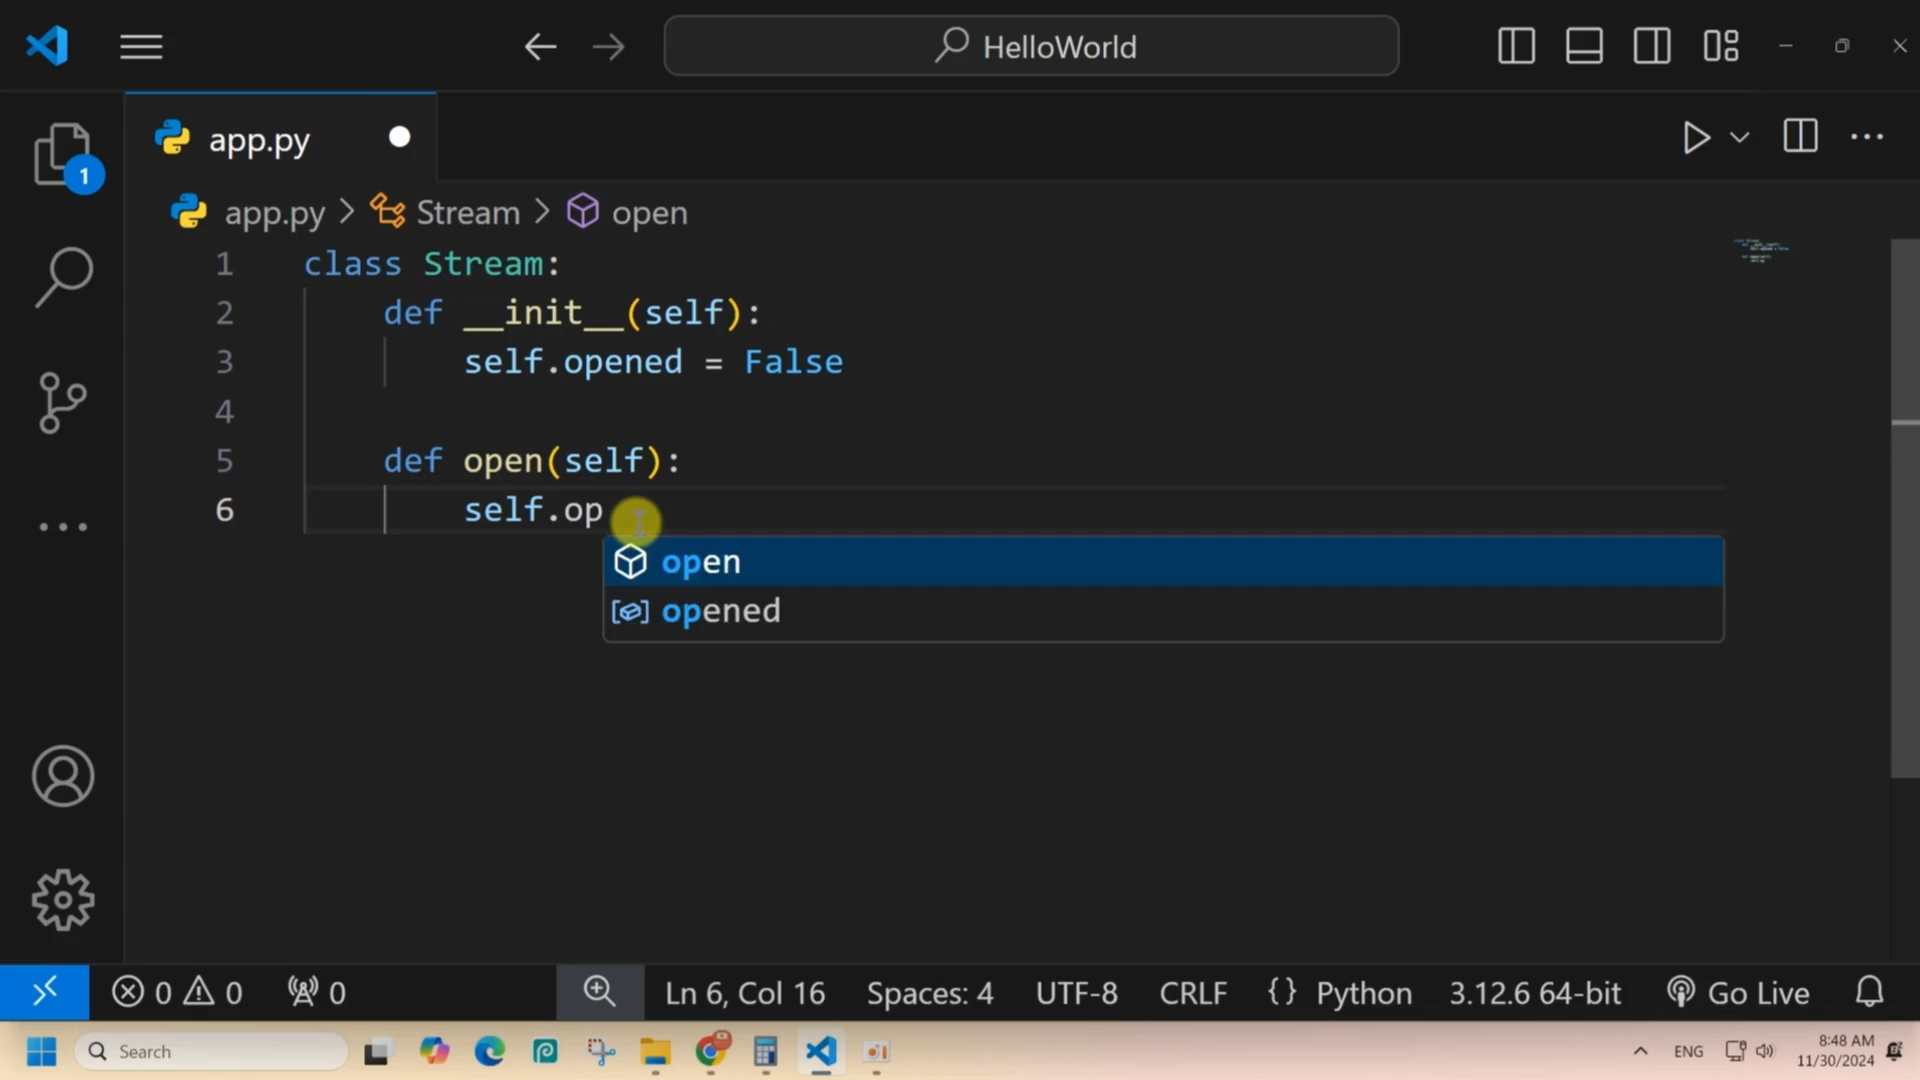 HelloWorld
app.py
1
app.py > Stream > open
1 class Stream:
2 def __init__(self):
3 self.opened = False
4
5 def open(self):
6 self.op
open
opened
0 0 0 Ln 6, Col 16 Spaces: 4 UTF-8 CRLF {} Python 3.12.6 64-bit Go Live
Search ENG 8:48 AM
11/30/2024